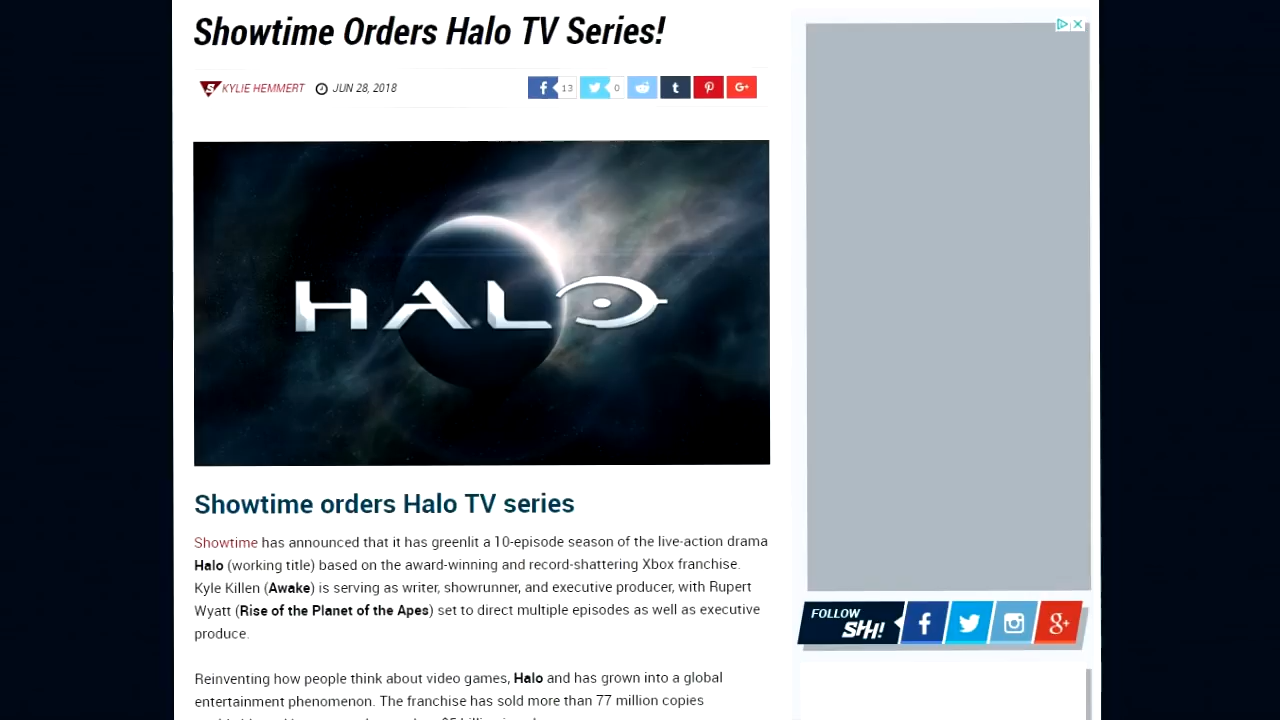 Showtime Orders Halo TV Series!
KYLIE HEMMERT JUN 28, 2018
13
0
G+
HALO
Showtime orders Halo TV series
Showtime has announced that it has greenlit a 10-episode season of the live-action drama
Halo (working title) based on the award-winning and record-shattering Xbox franchise.
Kyle Killen (Awake) is serving as writer, showrunner, and executive producer, with Rupert
Wyatt (Rise of the Planet of the Apes) set to direct multiple episodes as well as executive
produce.
Reinventing how people think about video games, Halo and has grown into a global
entertainment phenomenon. The franchise has sold more than 77 million copies
FOLLOW
SHH!
g+